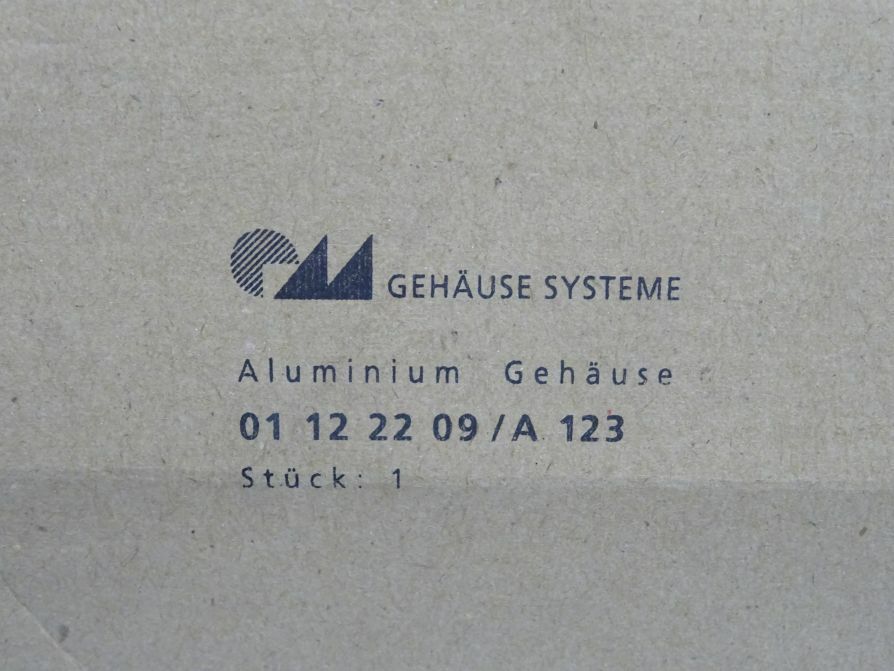 GEHÄUSE SYSTEME
Aluminium Gehäuse
01 12 22 09/A 123
Stück: 1